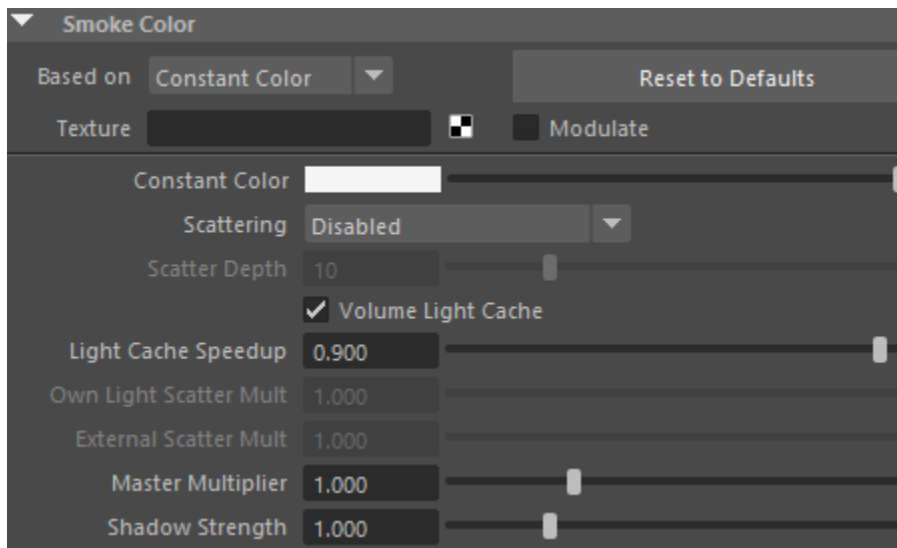 Smoke Color
Based on Constant Color Reset to Defaults
Texture Modulate
Constant Color
Scattering Disabled
Scatter Depth 10
Volume Light Cache
Light Cache Speedup 0.900
Own Light Scatter Mult 1.000
External Scatter Mult 1.000
Master Multiplier 1.000
Shadow Strength 1.000